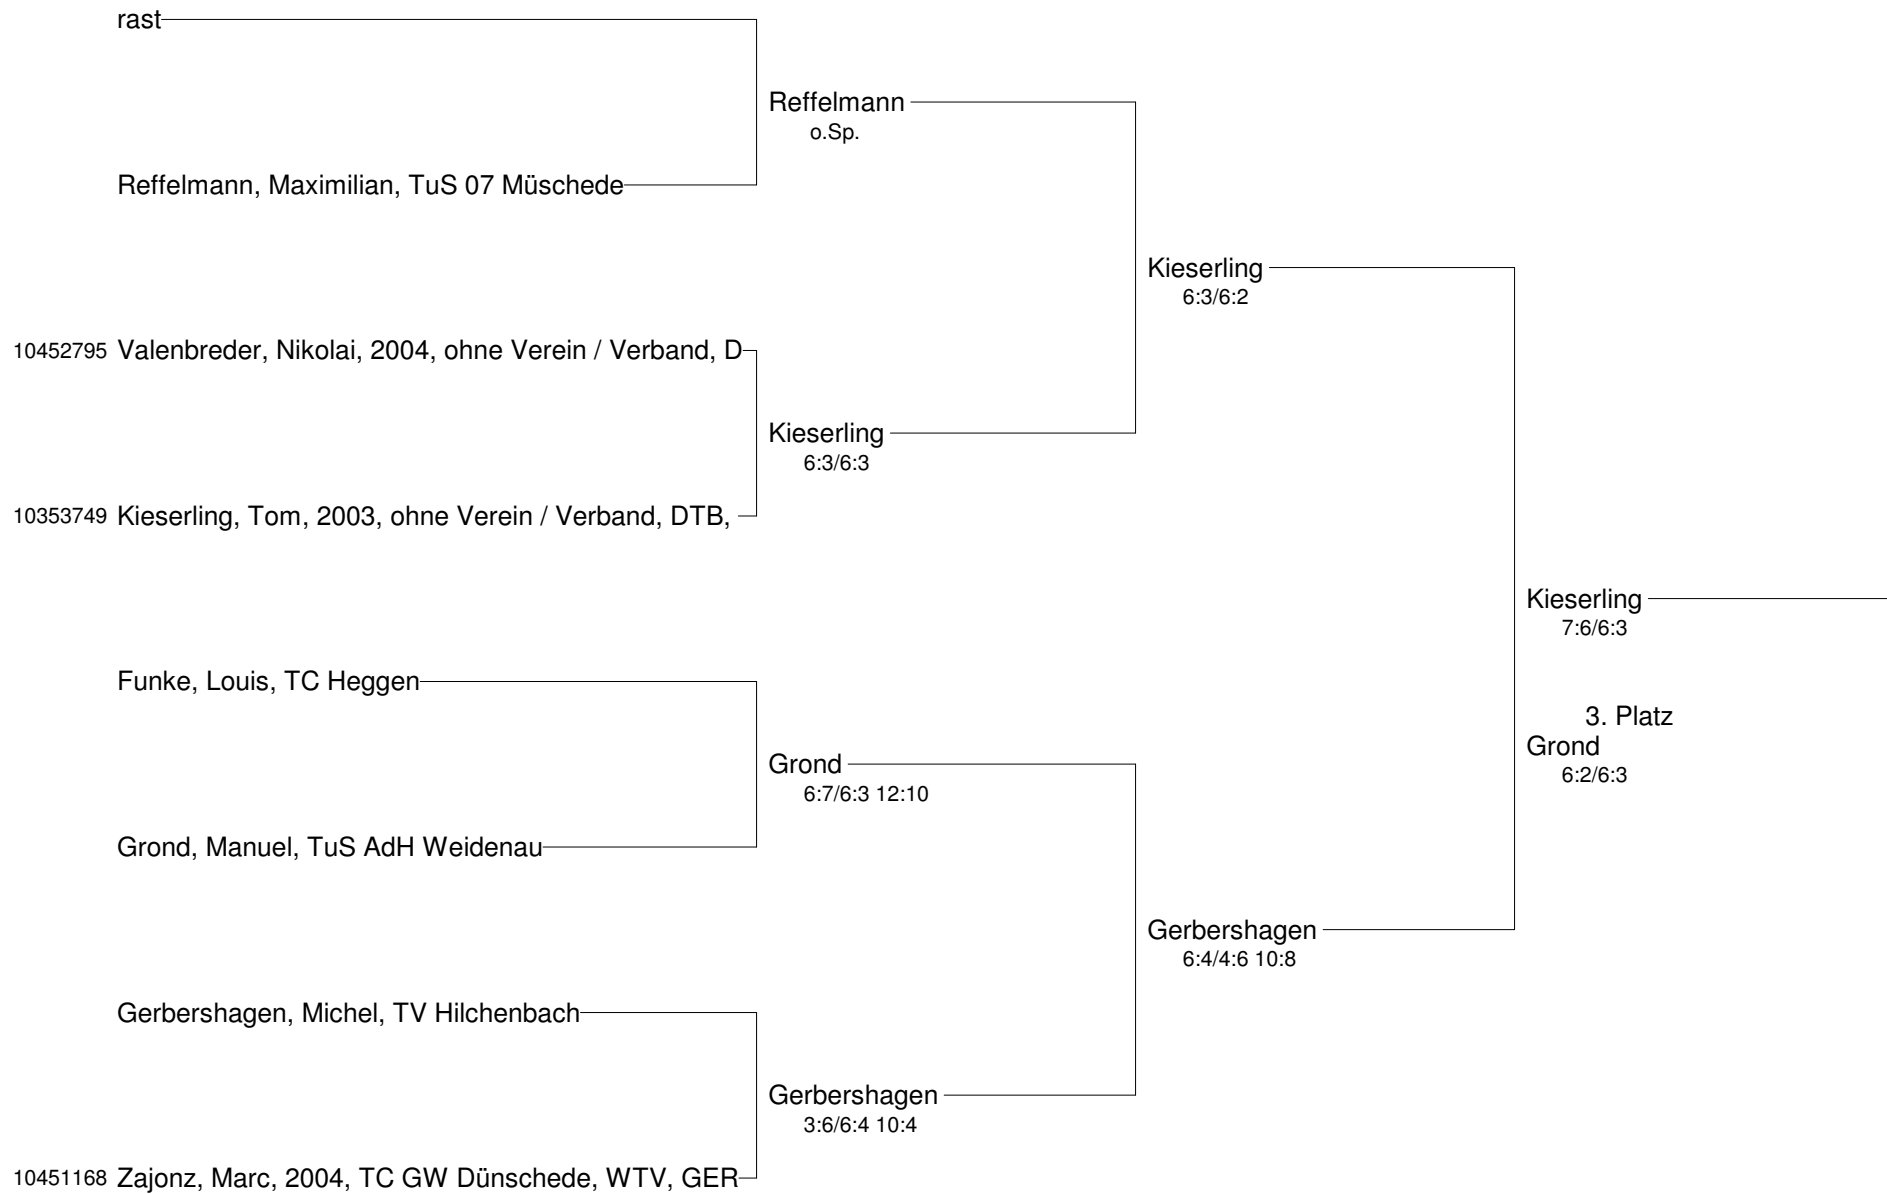 rast
Reffelmann
o.Sp.
Reffelmann, Maximilian, TuS 07 Müschede
Kieserling
6:3/6:2
10452795 Valenbreder, Nikolai, 2004, ohne Verein / Verband, D
Kieserling
6:3/6:3
10353749 Kieserling, Tom, 2003, ohne Verein / Verband, DTB,
Kieserling
7:6/6:3
Funke, Louis, TC Heggen
3. Platz
Grond
6:2/6:3
Grond
6:7/6:3 12:10
Grond, Manuel, TuS AdH Weidenau
Gerbershagen
6:4/4:6 10:8
Gerbershagen, Michel, TV Hilchenbach
Gerbershagen
3:6/6:4 10:4
10451168 Zajonz, Marc, 2004, TC GW Dünschede, WTV, GER